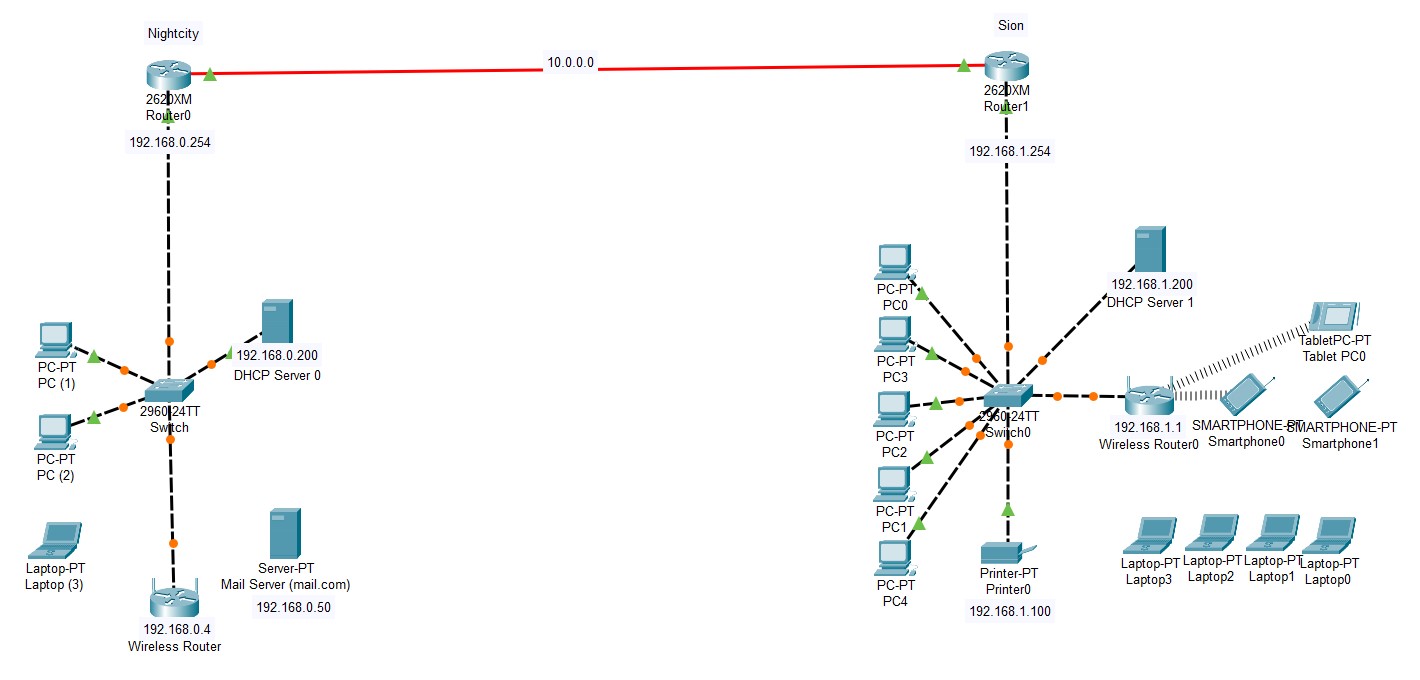 Nightcity
Sion
10.0.0.0
2620XM
Router0
192.168.0.254
2620XM
Router1
192.168.1.254
PC-PT
PC (1)
PC-PT
PC (2)
192.168.0.200
DHCP Server 0
2960-24TT
Switch
Laptop-PT
Laptop (3)
Server-PT
Mail Server (mail.com)
192.168.0.50
192.168.0.4
Wireless Router
PC-PT
PC0
PC-PT
PC3
PC-PT
PC2
PC-PT
PC1
PC-PT
PC4
2960-24TT
Switch0
192.168.1.200
DHCP Server 1
TabletPC-PT
Tablet PC0
192.168.1.1
Wireless Router0
SMARTPHONE-PT
Smartphone0
SMARTPHONE-PT
Smartphone1
Printer-PT
Printer0
192.168.1.100
Laptop-PT
Laptop3
Laptop-PT
Laptop2
Laptop-PT
Laptop1
Laptop-PT
Laptop0